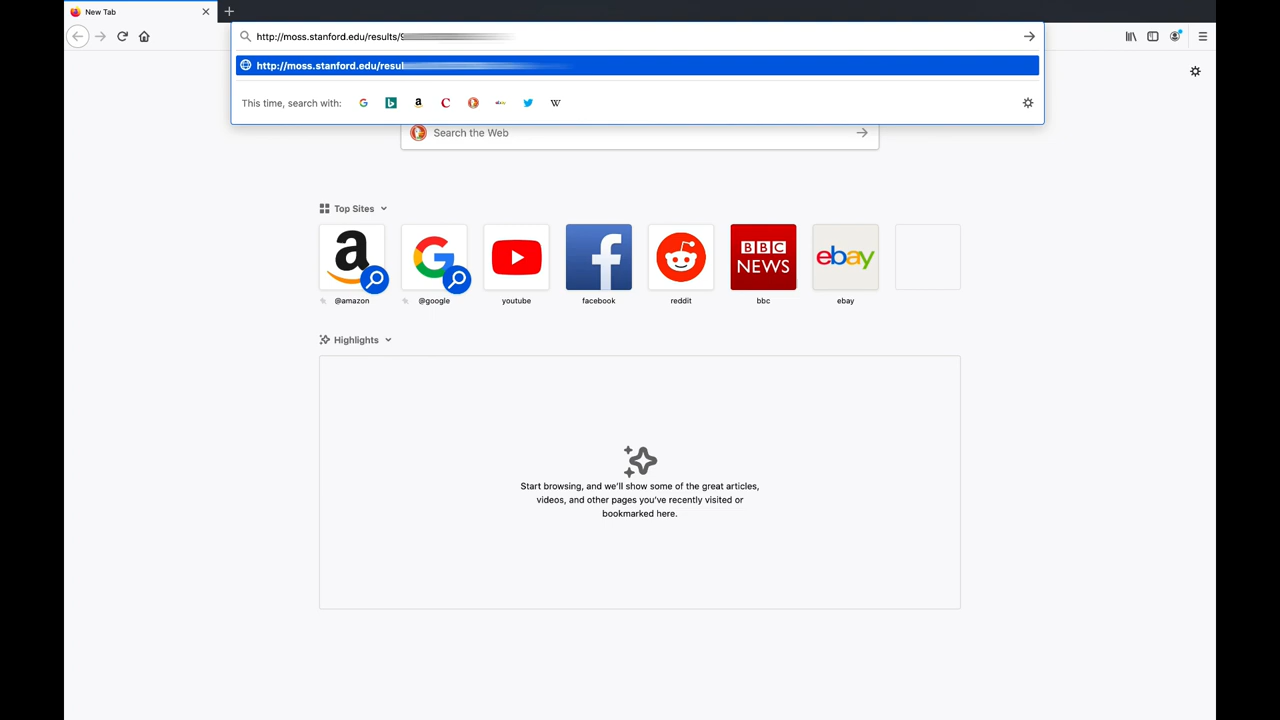 New Tab
http://moss.stanford.edu/results/9
http://moss.stanford.edu/resul
This time, search with:
Search the Web
Top Sites
BBC
NEWS
ebay
@amazon
@google
youtube
facebook
reddit
bbc
ebay
Highlights
Start browsing, and we'll show some of the great articles,
videos, and other pages you've recently visited or
bookmarked here.